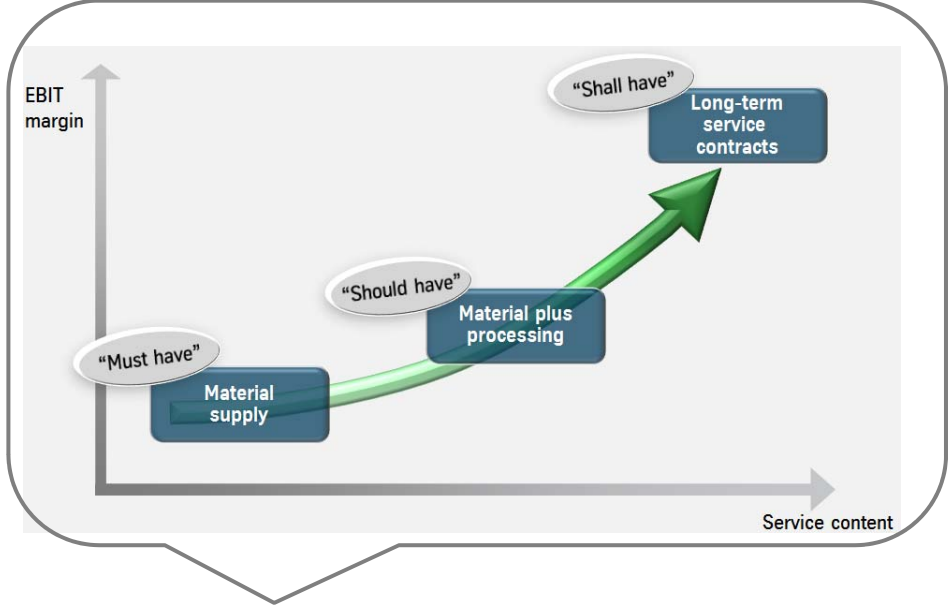 EBIT
margin
“Shall have”
Long-term
service
contracts
“Should have”
Material plus
processing
“Must have”
Material
supply
Service content